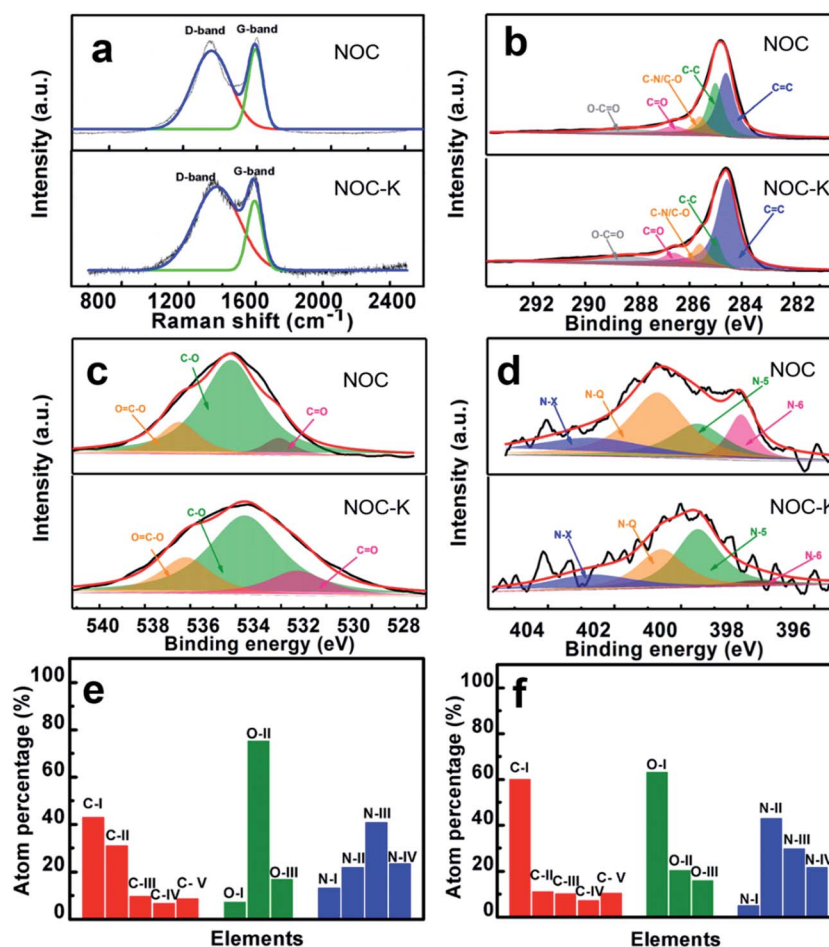 a
D-band
G-band
NOC
D-band
G-band
NOC-K
Intensity (a.u.)
800 1200 1600 2000 2400
Raman shift (cm⁻¹)
b
NOC
C-C
C-N/C-O
C=C
C=O
O-C=O
NOC-K
C-C
C-N/C-O
O-C=O
C=O
C=C
Intensity (a.u.)
292 290 288 286 284 282 280
Binding energy (eV)
c
NOC
C-O
O=C-O
C=O
NOC-K
C-O
O=C-O
C=O
Intensity (a.u.)
540 538 536 534 532 530 528
Binding energy (eV)
d
NOC
N-X
N-Q
N-5
N-6
NOC-K
N-Q
N-X
N-5
N-6
Intensity (a.u.)
404 402 400 398 396
Binding energy (eV)
e
Atom percentage (%)
100
80
60
40
20
0
C-I
C-II
C-III
C-IV
C- V
O-I
O-II
O-III
N-I
N-II
N-III
N-IV
Elements
f
Atom percentage (%)
100
80
60
40
20
0
C-I
C-II
C-III
C-IV
C- V
O-I
O-II
O-III
N-I
N-II
N-III
N-IV
Elements